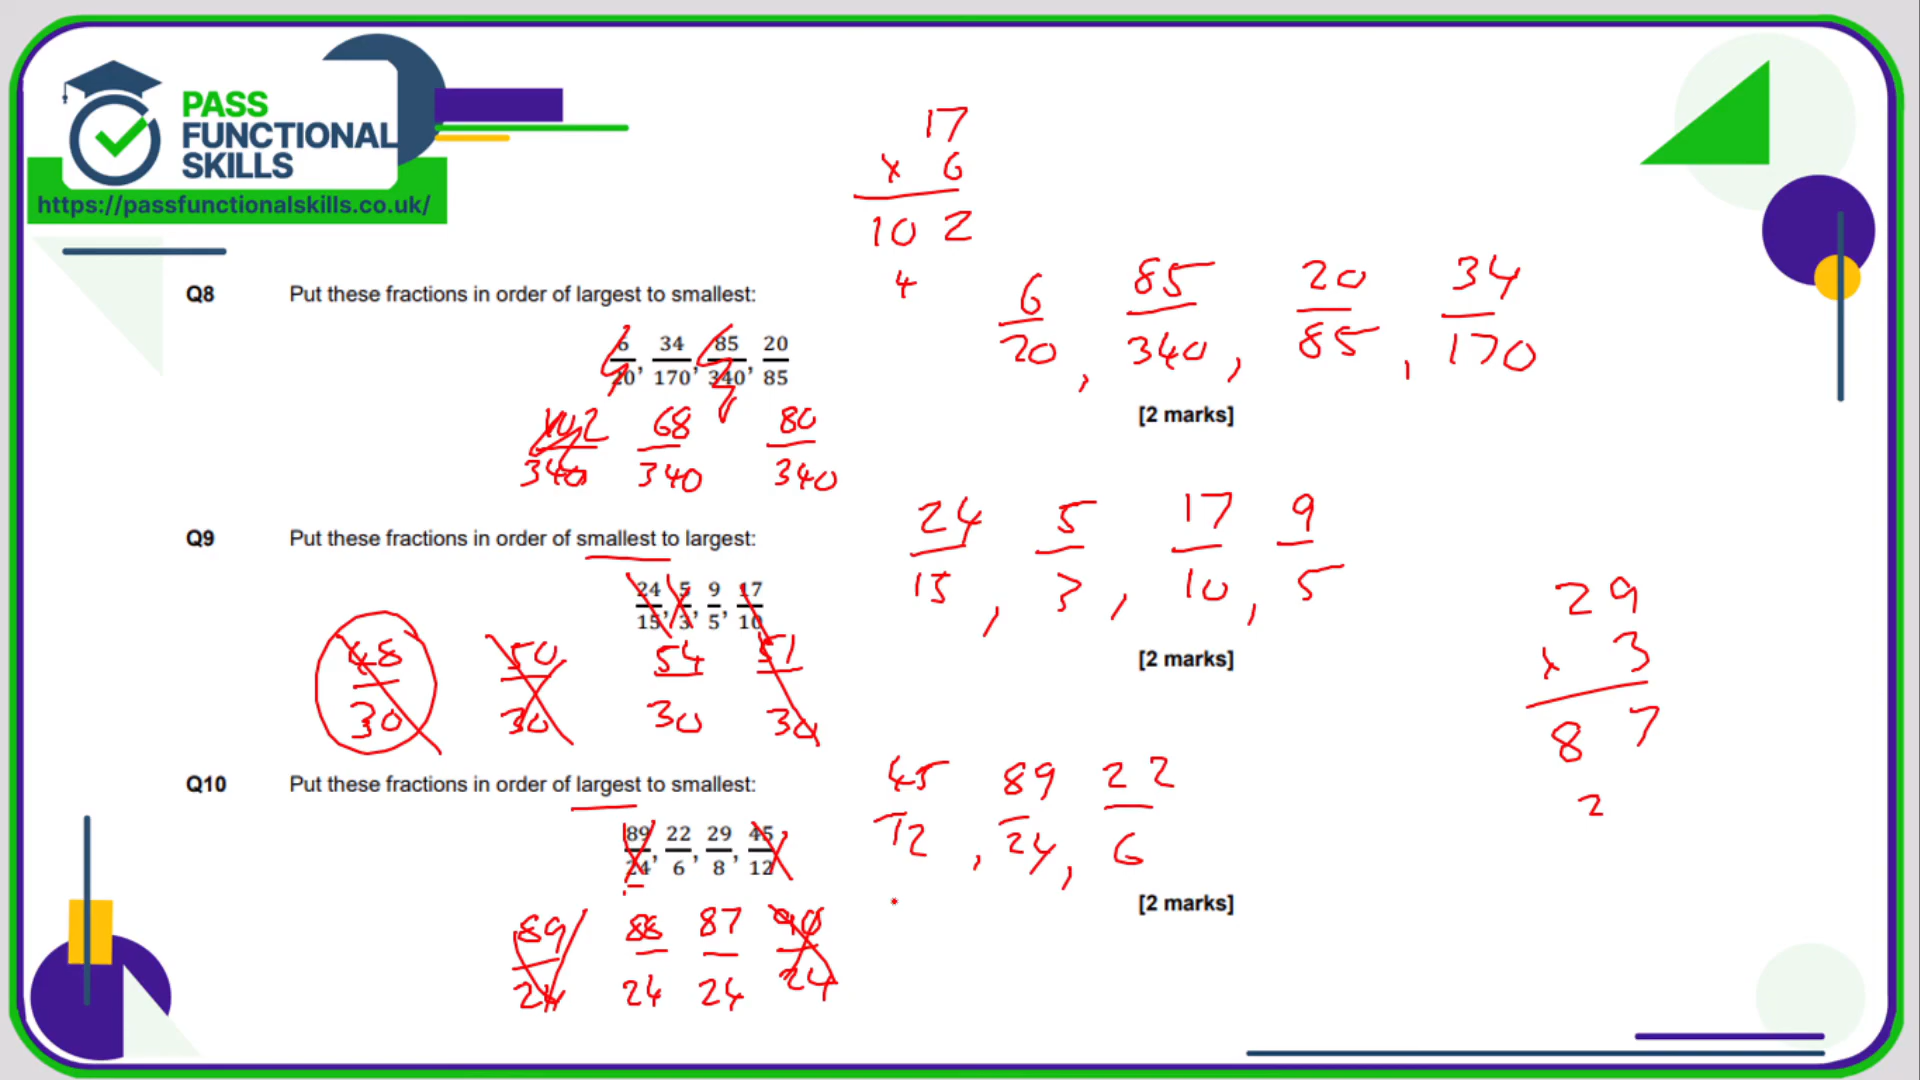 PASS
FUNCTIONAL
SKILLS
https://passfunctionalskills.co.uk/
17
x 6
10 2
4
Q8 Put these fractions in order of largest to smallest:
6/20, 34/170, 85/340, 20/85
102/340 68/340 80/340
6/20, 85/340, 20/85, 34/170
[2 marks]
Q9 Put these fractions in order of smallest to largest:
24/15, 5/3, 9/5, 17/10
48/30 50/30 54/30 51/30
24/15, 5/3, 17/10, 9/5
[2 marks]
29
x 3
8 7
2
Q10 Put these fractions in order of largest to smallest:
89/24, 22/6, 29/8, 45/12
89/24 88/24 87/24 90/24
45/12, 89/24, 22/6
[2 marks]